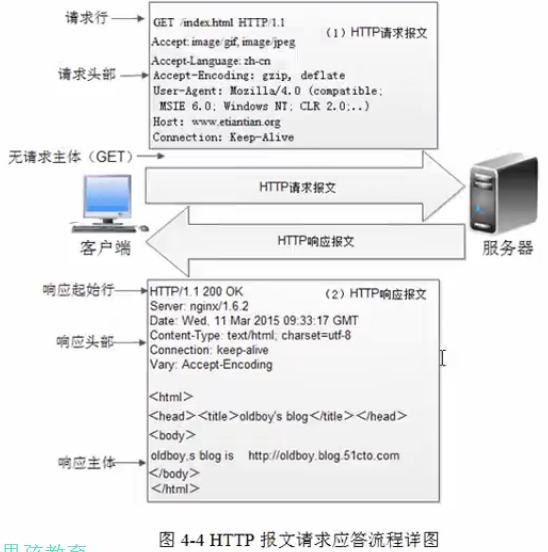 请求行
GET /index.html HTTP/1.1
(1) HTTP请求报文
Accept: image/gif, image/jpeg
Accept-Language: zh-cn
请求头部
Accept-Encoding: gzip, deflate
User-Agent: Mozilla/4.0 (compatible;
MSIE 6.0; Windows NT; CLR 2.0;..)
Host: www.etiantian.org
Connection: Keep-Alive
无请求主体（GET）
HTTP请求报文
客户端
HTTP响应报文
服务器
响应起始行
HTTP/1.1 200 OK
(2) HTTP响应报文
Server: nginx/1.6.2
Date: Wed, 11 Mar 2015 09:33:17 GMT
响应头部
Content-Type: text/html; charset=utf-8
Connection: keep-alive
Vary: Accept-Encoding
<html>
<head><title>oldboy's blog</title></head>
<body>
响应主体
oldboy,s blog is http://oldboy.blog.51cto.com
</body>
</html>
图 4-4 HTTP 报文请求应答流程详图
男孩教育